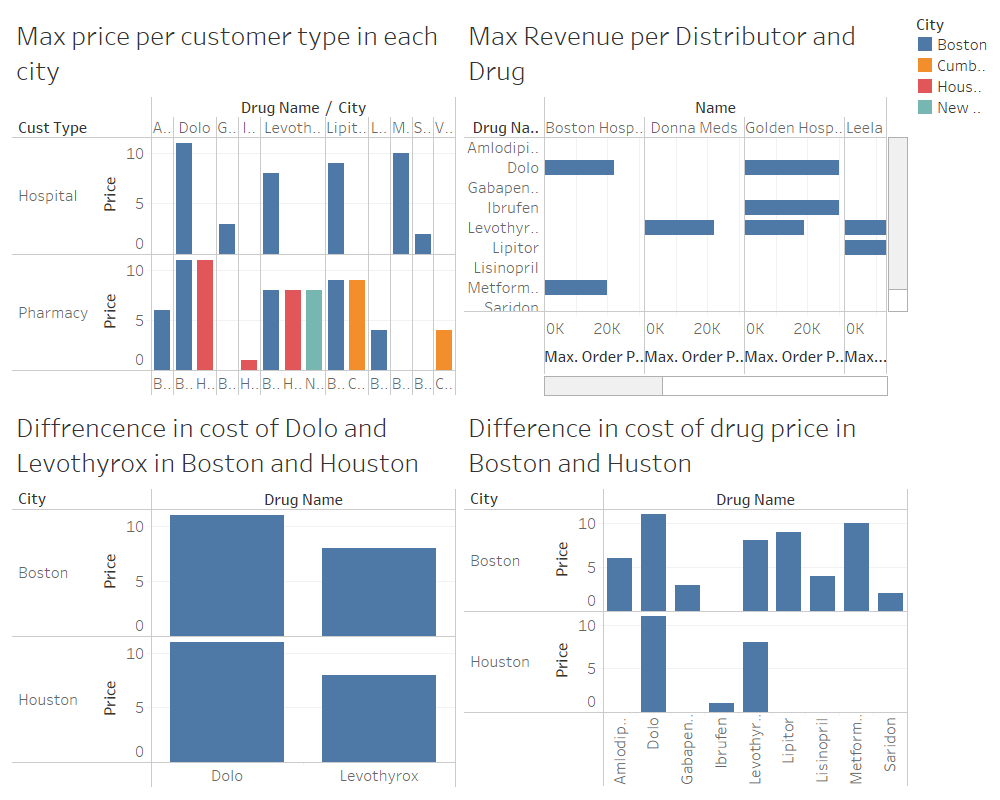 Max price per customer type in each
city
Drug Name / City
Cust Type
A.. Dolo G.. I.. Levoth.. Lipit.. L.. M.. S.. V..
Hospital
Price
10
5
0
Pharmacy
Price
10
5
0
B.. B.. H.. B.. H.. B.. H.. N.. B.. C.. B.. B.. B.. C..
Max Revenue per Distributor and
Drug
Name
Drug Na.. Boston Hosp.. Donna Meds Golden Hosp.. Leela
Amlodipi..
Dolo
Gabapen..
Ibrufen
Levothyr..
Lipitor
Lisinopril
Metform..
Saridon
0K 20K 0K 20K 0K 20K 0K
Max. Order P.. Max. Order P.. Max. Order P.. Max...
City
Boston
Cumb..
Hous..
New ..
Diffrencence in cost of Dolo and
Levothyrox in Boston and Houston
City
Drug Name
Boston
Price
10
5
0
Houston
Price
10
5
0
Dolo Levothyrox
Difference in cost of drug price in
Boston and Huston
City
Drug Name
Boston
Price
10
5
0
Houston
Price
10
5
0
Amlodip..
Dolo
Gabapen..
Ibrufen
Levothyr..
Lipitor
Lisinopril
Metform..
Saridon